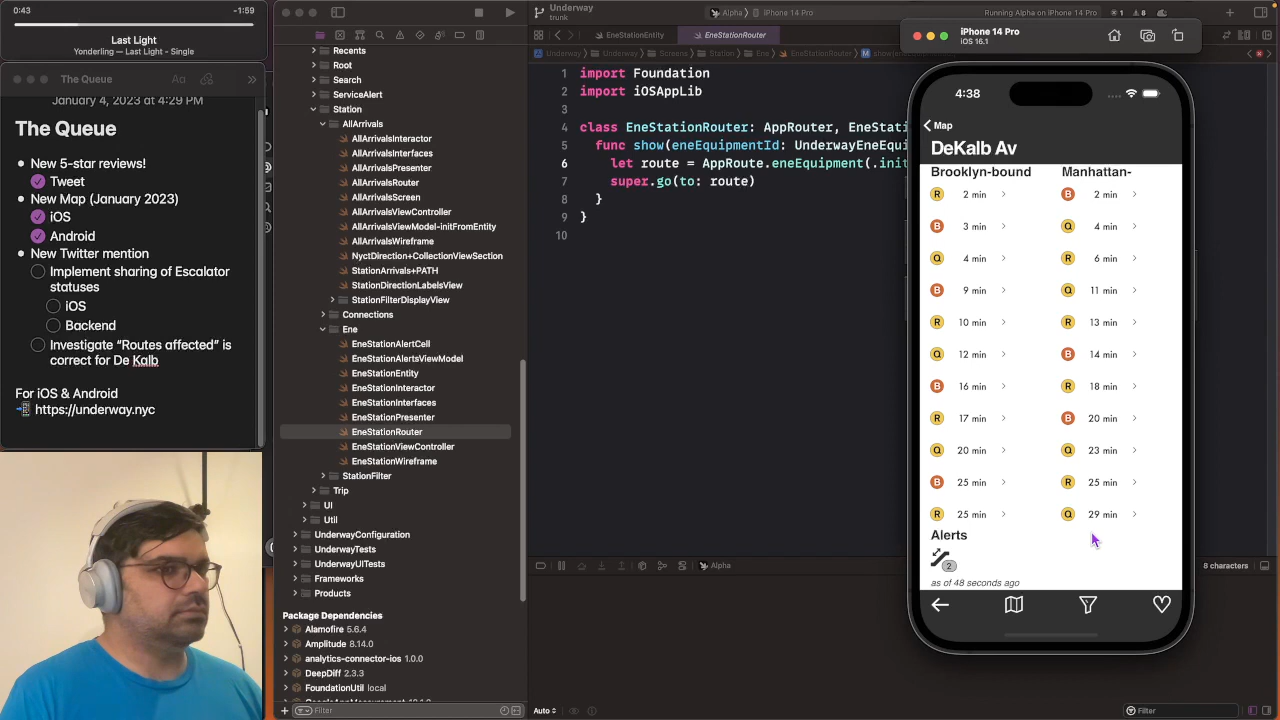 0:43
-1:59
Last Light
Yonderling — Last Light - Single
The Queue
Aa
January 4, 2023 at 4:29 PM
The Queue
New 5-star reviews!
Tweet
New Map (January 2023)
iOS
Android
New Twitter mention
Implement sharing of Escalator
statuses
iOS
Backend
Investigate “Routes affected” is
correct for De Kalb
For iOS & Android
https://underway.nyc
Recents
Root
Search
ServiceAlert
Station
AllArrivals
AllArrivalsInteractor
AllArrivalsInterfaces
AllArrivalsPresenter
AllArrivalsRouter
AllArrivalsScreen
AllArrivalsViewController
AllArrivalsViewModel-initFromEntity
AllArrivalsWireframe
NyctDirection+CollectionViewSection
StationArrivals+PATH
StationDirectionLabelsView
StationFilterDisplayView
Connections
Ene
EneStationAlertCell
EneStationAlertsViewModel
EneStationEntity
EneStationInteractor
EneStationInterfaces
EneStationPresenter
EneStationRouter
EneStationViewController
EneStationWireframe
StationFilter
Trip
UI
Util
UnderwayConfiguration
UnderwayTests
UnderwayUITests
Frameworks
Products
Package Dependencies
Alamofire 5.6.4
Amplitude 8.14.0
analytics-connector-ios 1.0.0
DeepDiff 2.3.3
FoundationUtil local
Filter
Underway
trunk
Alpha
iPhone 14 Pro
Running Alpha on iPhone 14 Pro
1
8
EneStationEntity
EneStationRouter
Underway
Underway
Screens
Station
Ene
EneStationRouter
M
1 import Foundation
2 import iOSAppLib
3
4 class EneStationRouter: AppRouter, EneStati
5 func show(eneEquipmentId: UnderwayEneEqui
6 let route = AppRoute.eneEquipment(.init
7 super.go(to: route)
8 }
9 }
10
Alpha
8 characters
Auto
Filter
iPhone 14 Pro
iOS 16.1
4:38
Map
DeKalb Av
Brooklyn-bound Manhattan-
R 2 min B 2 min
B 3 min Q 4 min
Q 4 min R 6 min
B 9 min Q 11 min
R 10 min R 13 min
Q 12 min B 14 min
B 16 min R 18 min
R 17 min B 20 min
Q 20 min Q 23 min
B 25 min R 25 min
R 25 min Q 29 min
Alerts
2
as of 48 seconds ago